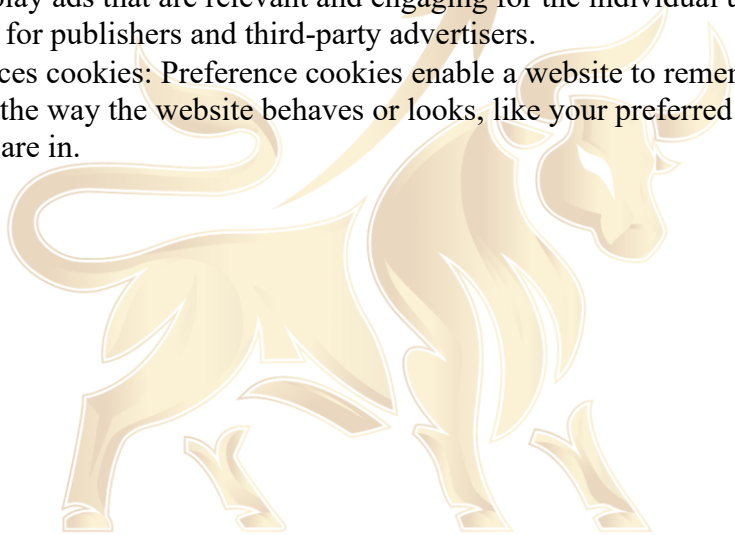 play ads that are relevant and engaging for the individual u
for publishers and third-party advertisers.
ces cookies: Preference cookies enable a website to remem
the way the website behaves or looks, like your preferred
are in.